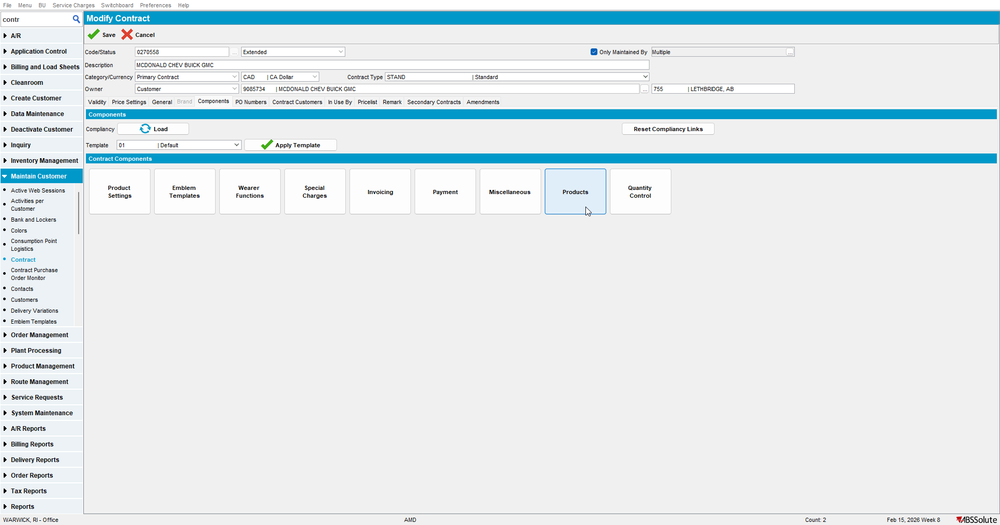 File Menu BU Service Charges Switchboard Preferences Help
contr
Modify Contract
Save Cancel
A/R
Application Control
Billing and Load Sheets
Cleanroom
Create Customer
Data Maintenance
Deactivate Customer
Inquiry
Inventory Management
Maintain Customer
Active Web Sessions
Activities per
Customer
Bank and Lockers
Colors
Consumption Point
Logistics
Contract
Contract Purchase
Order Monitor
Contacts
Customers
Delivery Variations
Emblem Templates
Order Management
Plant Processing
Product Management
Route Management
Service Requests
System Maintenance
A/R Reports
Billing Reports
Delivery Reports
Order Reports
Tax Reports
Reports
Code/Status 0270558 ... Extended Only Maintained By Multiple ...
Description MCDONALD CHEV BUICK GMC
Category/Currency Primary Contract CAD | CA Dollar Contract Type STAND | Standard
Owner Customer 9085734 | MCDONALD CHEV BUICK GMC ... 755 | LETHBRIDGE, AB
Validity Price Settings General Brand Components PO Numbers Contract Customers In Use By Pricelist Remark Secondary Contracts Amendments
Components
Compliancy Load Reset Compliancy Links
Template 01 | Default Apply Template
Contract Components
Product
Settings
Emblem
Templates
Wearer
Functions
Special
Charges
Invoicing
Payment
Miscellaneous
Products
Quantity
Control
WARWICK, RI - Office AMD Count: 2 Feb 15, 2026 Week 8 ABSSolute